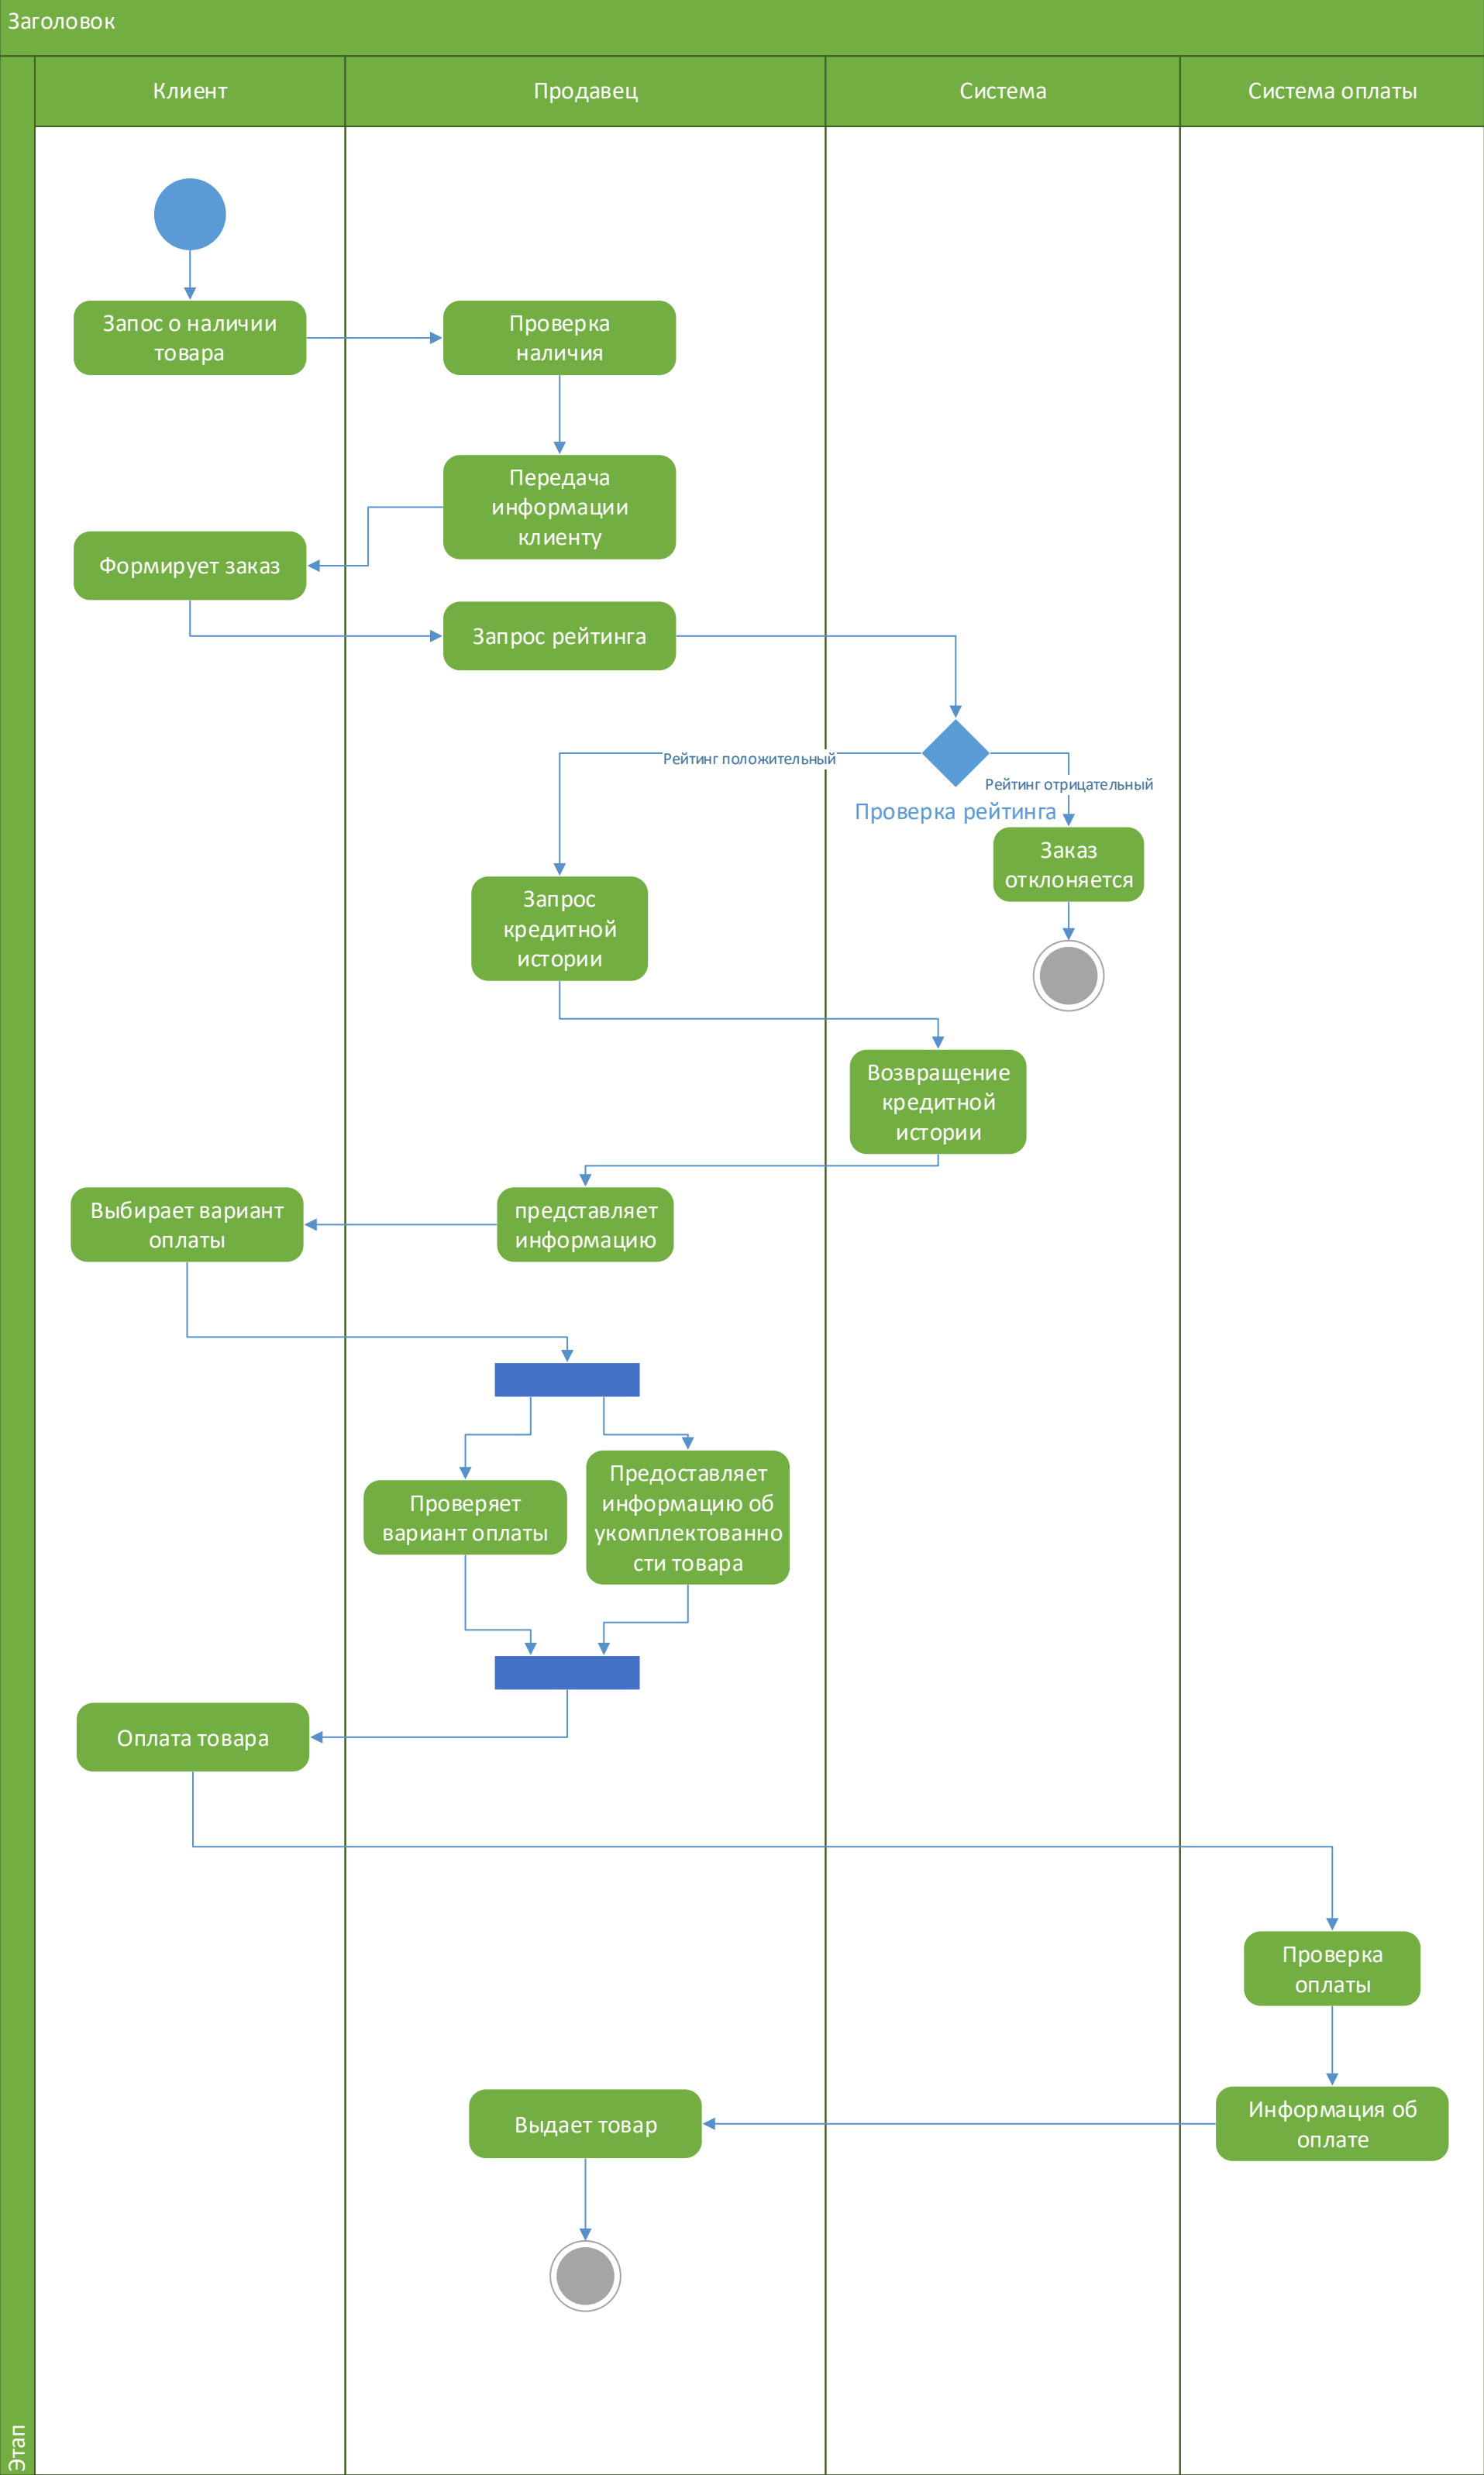 Заголовок
Клиент
Продавец
Система
Система оплаты
Запос о наличии
товара
Проверка
наличия
Передача
информации
клиенту
Формирует заказ
Запрос рейтинга
Рейтинг положительный
Рейтинг отрицательный
Проверка рейтинга
Заказ
отклоняется
Запрос
кредитной
истории
Возвращение
кредитной
истории
Выбирает вариант
оплаты
представляет
информацию
Проверяет
вариант оплаты
Предоставляет
информацию об
укомплектованно
сти товара
Оплата товара
Проверка
оплаты
Выдает товар
Информация об
оплате
Этап